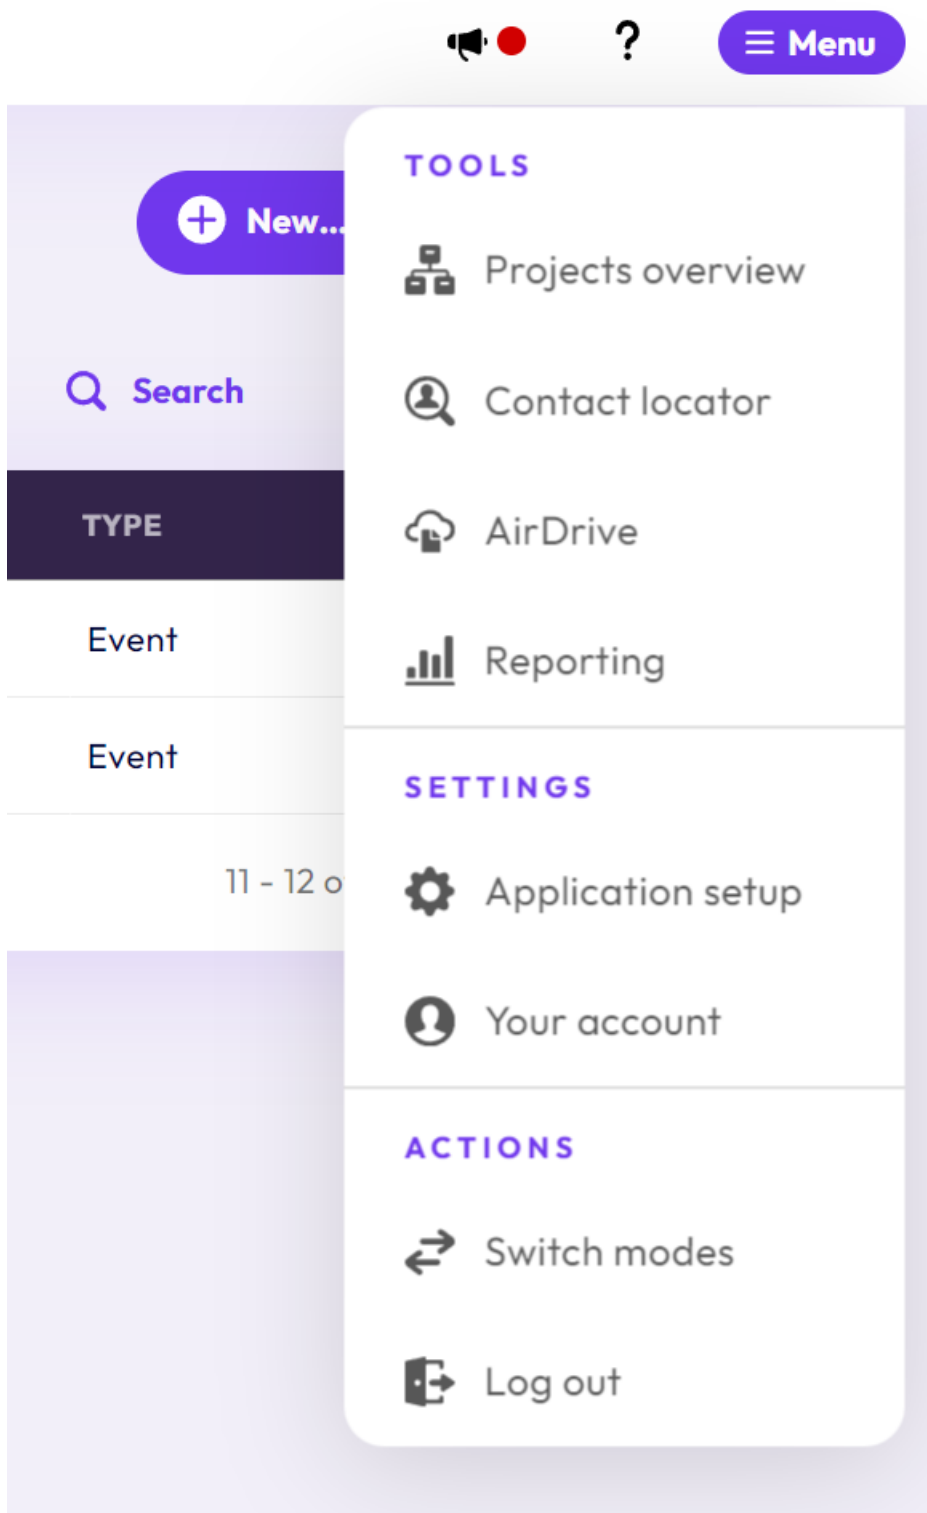 Menu
TOOLS
New...
Projects overview
Search
Contact locator
TYPE
AirDrive
Event
Reporting
Event
SETTINGS
11 - 12 o
Application setup
Your account
ACTIONS
Switch modes
Log out